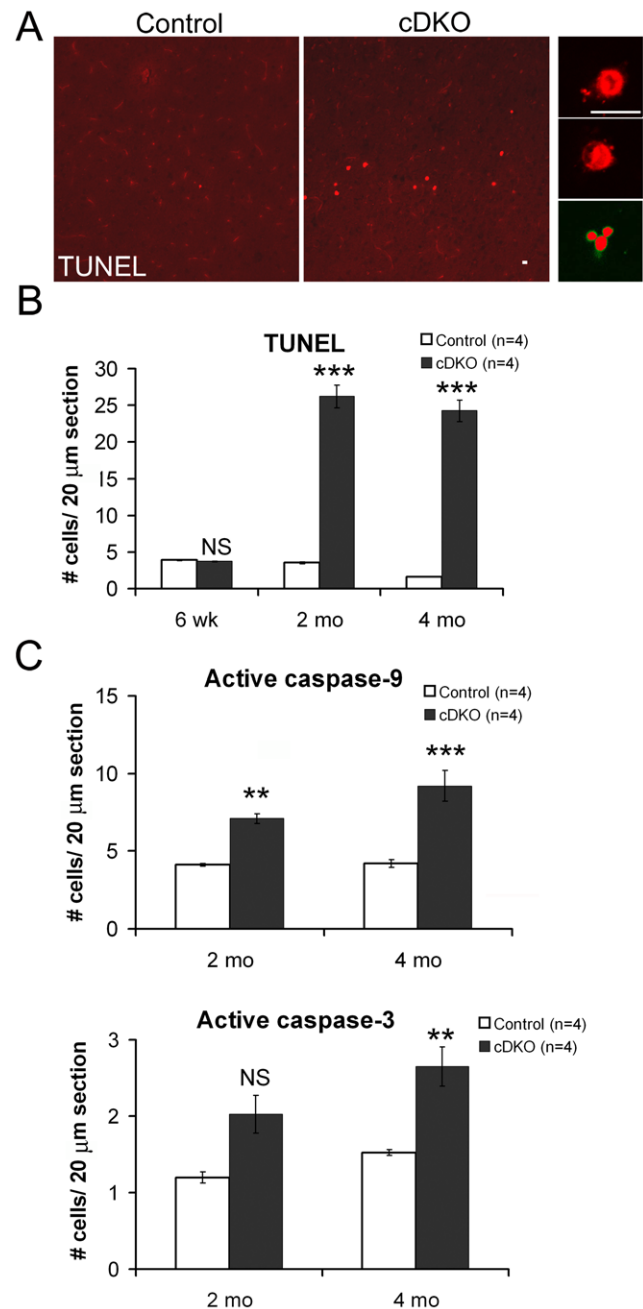 A
Control
cDKO
TUNEL
B
TUNEL
Control (n=4)
cDKO (n=4)
# cells/ 20 μm section
30
25
20
15
10
5
0
NS
***
***
6 wk
2 mo
4 mo
C
Active caspase-9
Control (n=4)
cDKO (n=4)
# cells/ 20 μm section
15
10
5
0
**
***
2 mo
4 mo
Active caspase-3
Control (n=4)
cDKO (n=4)
# cells/ 20 μm section
3
2
1
0
NS
**
2 mo
4 mo